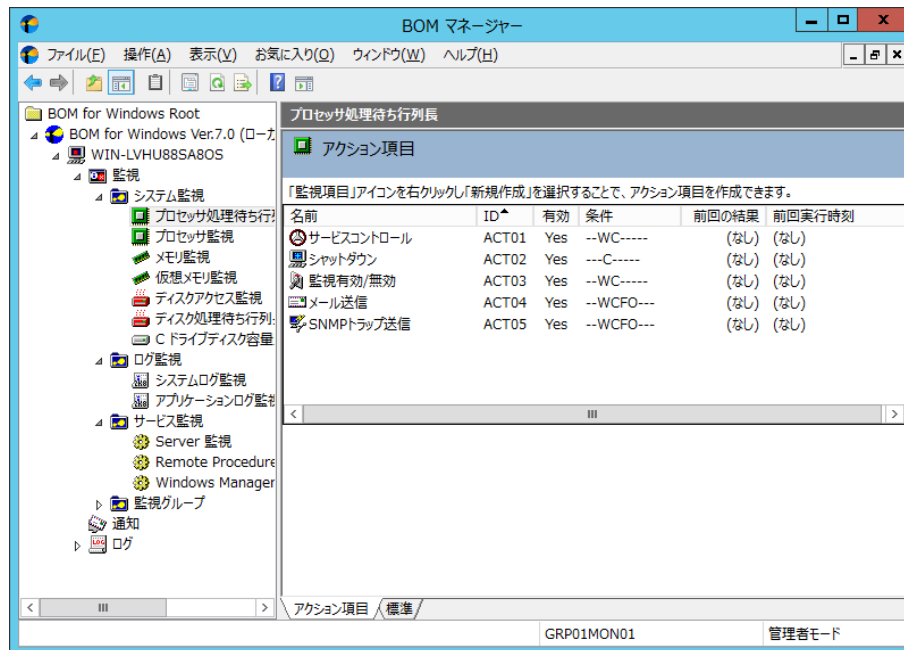 BOM マネージャー
ファイル(F) 操作(A) 表示(V) お気に入り(O) ウィンドウ(W) ヘルプ(H)
BOM for Windows Root
BOM for Windows Ver.7.0 (ローカ
WIN-LVHU88SA8OS
監視
システム監視
プロセッサ処理待ち行
プロセッサ監視
メモリ監視
仮想メモリ監視
ディスクアクセス監視
ディスク処理待ち行列
C ドライブディスク容量
ログ監視
システムログ監視
アプリケーションログ監視
サービス監視
Server 監視
Remote Procedure
Windows Manager
監視グループ
通知
ログ
プロセッサ処理待ち行列長
アクション項目
「監視項目」アイコンを右クリックし「新規作成」を選択することで、アクション項目を作成できます。
名前 ID 有効 条件 前回の結果 前回実行時刻
サービスコントロール ACT01 Yes --WC----- (なし) (なし)
シャットダウン ACT02 Yes ---C----- (なし) (なし)
監視有効/無効 ACT03 Yes --WC----- (なし) (なし)
メール送信 ACT04 Yes --WCFO--- (なし) (なし)
SNMPトラップ送信 ACT05 Yes --WCFO--- (なし) (なし)
アクション項目 標準
GRP01MON01 管理者モード